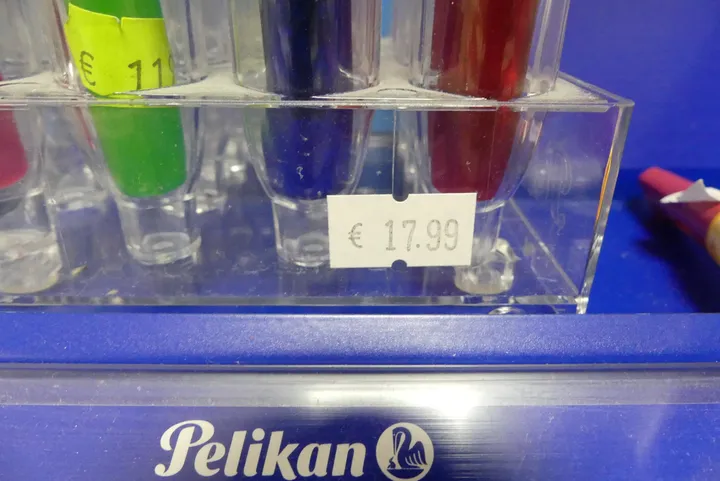 € 11
€ 17.99
Pelikan